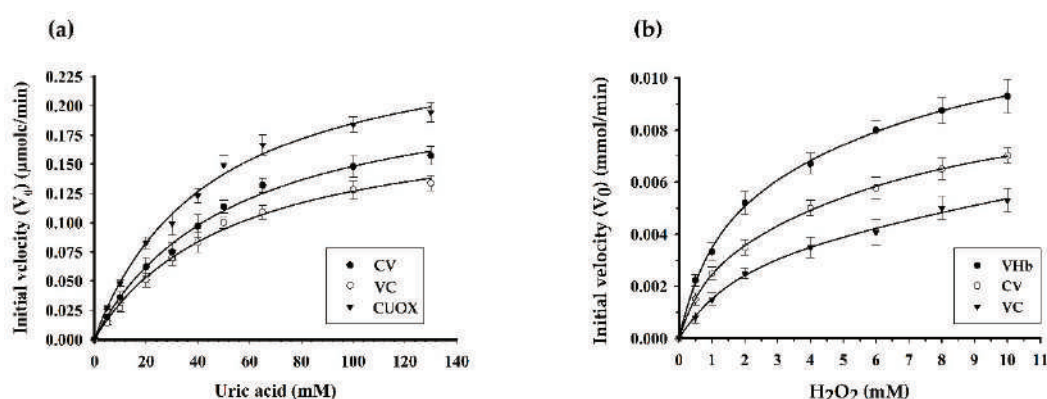 (a)
Initial velocity (V₀) (µmole/min)
0.225
0.200
0.175
0.150
0.125
0.100
0.075
0.050
0.025
0.000
0 20 40 60 80 100 120 140
Uric acid (mM)
CV
VC
CUOX
(b)
Initial velocity (V0) (mmol/min)
0.010
0.008
0.006
0.004
0.002
0.000
0 1 2 3 4 5 6 7 8 9 10 11
H₂O₂ (mM)
VHb
CV
VC